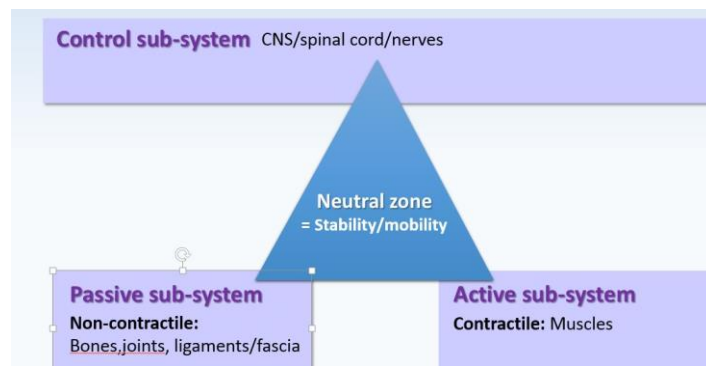 Control sub-system CNS/spinal cord/nerves
Neutral zone
= Stability/mobility
Passive sub-system
Non-contractile:
Bones,joints, ligaments/fascia
Active sub-system
Contractile: Muscles